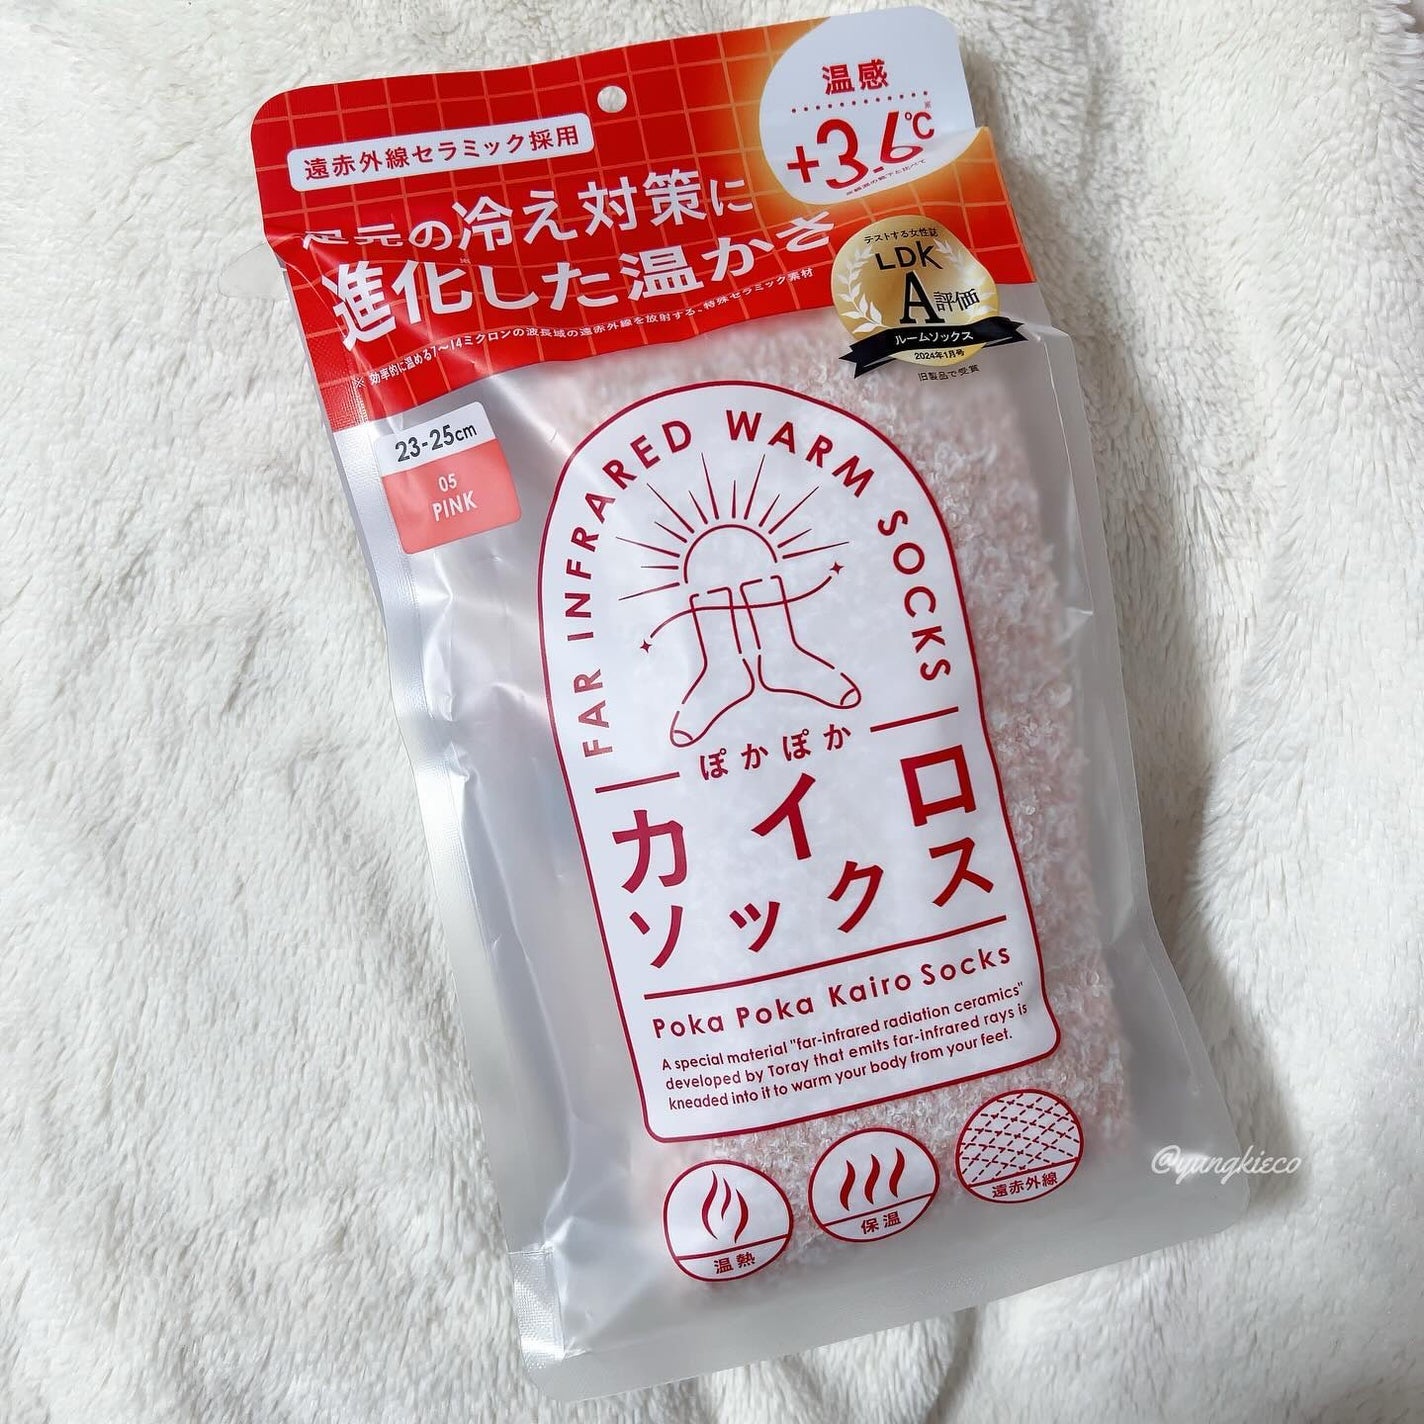 遠赤外線セラミック採用
温感
+3.6℃※
足元の冷え対策に
進化した温かさ※
※ 効率的に温める7〜14ミクロンの波長域の遠赤外線を放射する、特殊セラミック素材
テストする女性誌
LDK
A評価
ルームソックス
2024年1月号
旧製品で受賞
23-25cm
05
PINK
FAR INFRARED WARM SOCKS
ぽかぽか
カイロ
ソックス
Poka Poka Kairo Socks
A special material "far-infrared radiation ceramics"
developed by Toray that emits far-infrared rays is
kneaded into it to warm your body from your feet.
温熱
保温
遠赤外線
@yungkieco